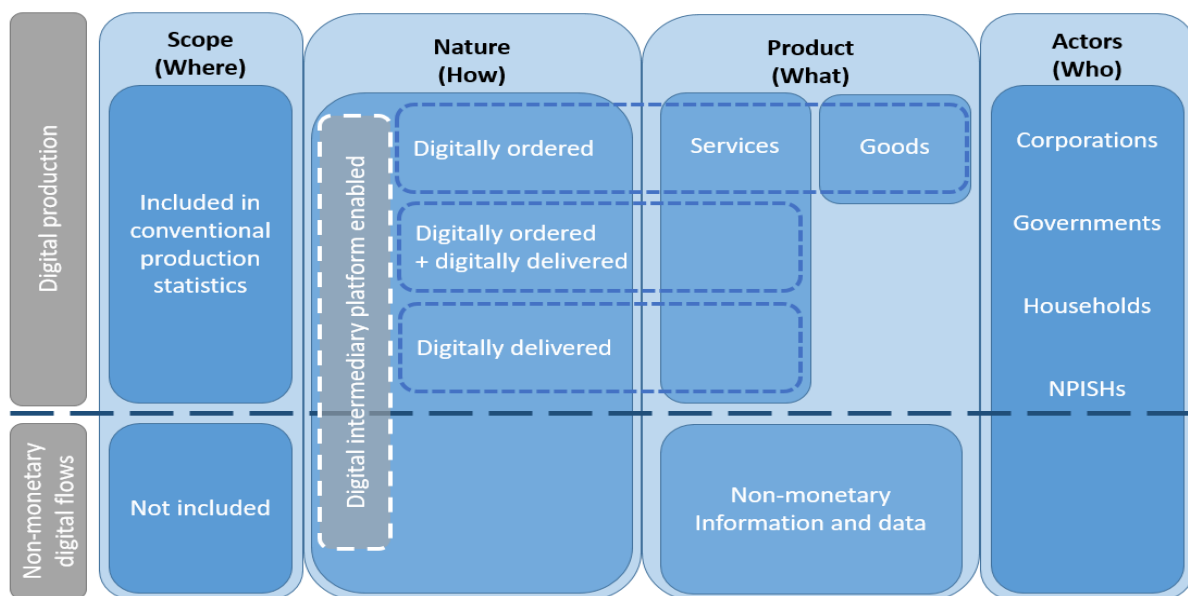 Scope
(Where)
Nature
(How)
Product
(What)
Actors
(Who)
Digital production
Included in
conventional
production
statistics
Digital intermediary platform enabled
Digitally ordered
Digitally ordered
+ digitally delivered
Digitally delivered
Services
Goods
Corporations
Governments
Households
NPISHs
Non-monetary
digital flows
Not included
Non-monetary
Information and data